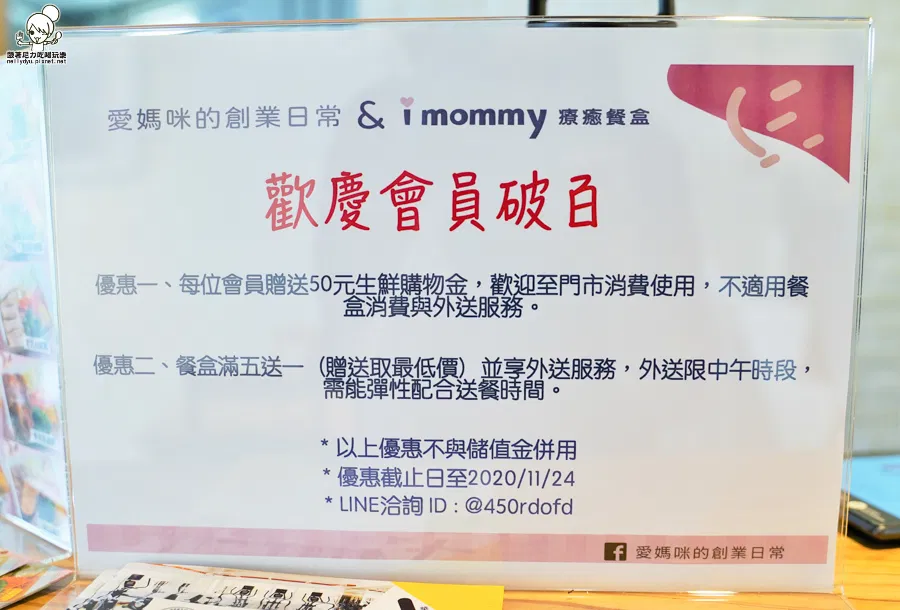 跟著尼力吃喝玩樂
nellydyu.pixnet.net
愛媽咪的創業日常 & i mommy 療癒餐盒
歡慶會員破百
優惠一、每位會員贈送50元生鮮購物金，歡迎至門市消費使用，不適用餐
盒消費與外送服務。
優惠二、餐盒滿五送一（贈送取最低價）並享外送服務，外送限中午時段，
需能彈性配合送餐時間。
* 以上優惠不與儲值金併用
* 優惠截止日至2020/11/24
* LINE洽詢 ID : @450rdofd
愛媽咪的創業日常